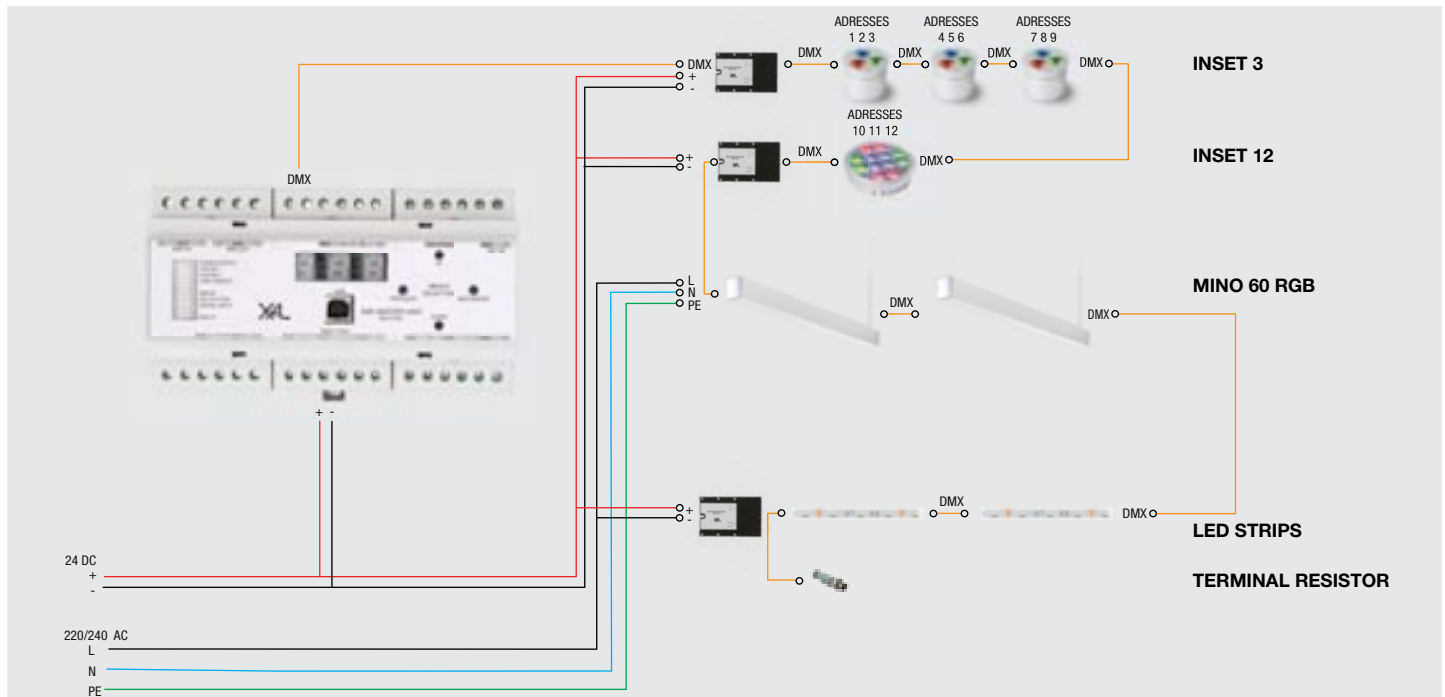 ADRESSES
1 2 3
ADRESSES
4 5 6
ADRESSES
7 8 9
DMX
+
-
DMX
DMX
DMX
DMX
INSET 3
ADRESSES
10 11 12
+
-
DMX
DMX
INSET 12
DMX
XAL
L
N
PE
DMX
DMX
MINO 60 RGB
+ -
+
-
DMX
DMX
LED STRIPS
TERMINAL RESISTOR
24 DC
+
-
220/240 AC
L
N
PE